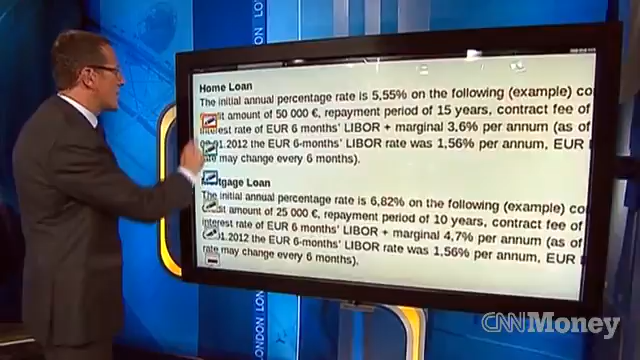 LONDON
Home Loan
The initial annual percentage rate is 5,55% on the following (example) co
it amount of 50 000 €, repayment period of 15 years, contract fee of
interest rate of EUR 6 months' LIBOR + marginal 3,6% per annum (as of
.01.2012 the EUR 6-months' LIBOR rate was 1,56% per annum, EUR
rate may change every 6 months).
Mortgage Loan
The initial annual percentage rate is 6,82% on the following (example) co
it amount of 25 000 €, repayment period of 10 years, contract fee of
interest rate of EUR 6 months' LIBOR + marginal 4,7% per annum (as of
.01.2012 the EUR 6-months' LIBOR rate was 1,56% per annum, EUR
rate may change every 6 months).
LONDON
CNNMoney